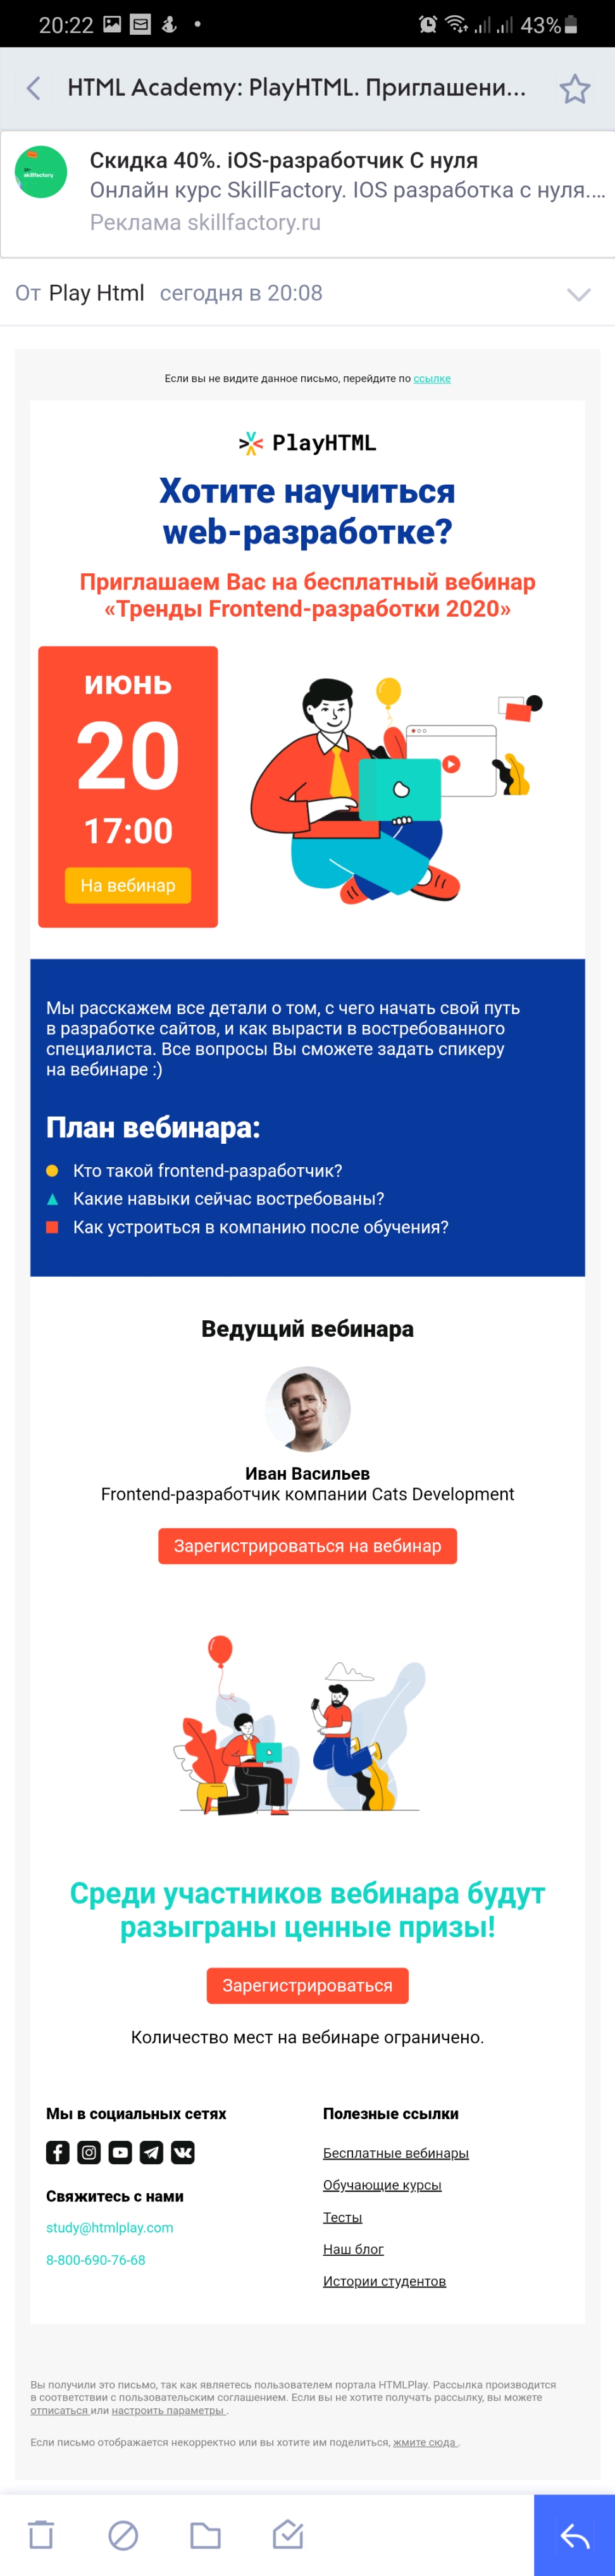 20:22
43%
HTML Academy: PlayHTML. Приглашени...
Скидка 40%. iOS-разработчик С нуля
Онлайн курс SkillFactory. IOS разработка с нуля....
Реклама skillfactory.ru
skillfactory
От Play Html сегодня в 20:08
Если вы не видите данное письмо, перейдите по ссылке
PlayHTML
Хотите научиться
web-разработке?
Приглашаем Вас на бесплатный вебинар
«Тренды Frontend-разработки 2020»
июнь
20
17:00
На вебинар
Мы расскажем все детали о том, с чего начать свой путь
в разработке сайтов, и как вырасти в востребованного
специалиста. Все вопросы Вы сможете задать спикеру
на вебинаре :)
План вебинара:
Кто такой frontend-разработчик?
Какие навыки сейчас востребованы?
Как устроиться в компанию после обучения?
Ведущий вебинара
Иван Васильев
Frontend-разработчик компании Cats Development
Зарегистрироваться на вебинар
Среди участников вебинара будут
разыграны ценные призы!
Зарегистрироваться
Количество мест на вебинаре ограничено.
Мы в социальных сетях
Свяжитесь с нами
study@htmlplay.com
8-800-690-76-68
Полезные ссылки
Бесплатные вебинары
Обучающие курсы
Тесты
Наш блог
Истории студентов
Вы получили это письмо, так как являетесь пользователем портала HTMLPlay. Рассылка производится
в соответствии с пользовательским соглашением. Если вы не хотите получать рассылку, вы можете
отписаться или настроить параметры .
Если письмо отображается некорректно или вы хотите им поделиться, жмите сюда .